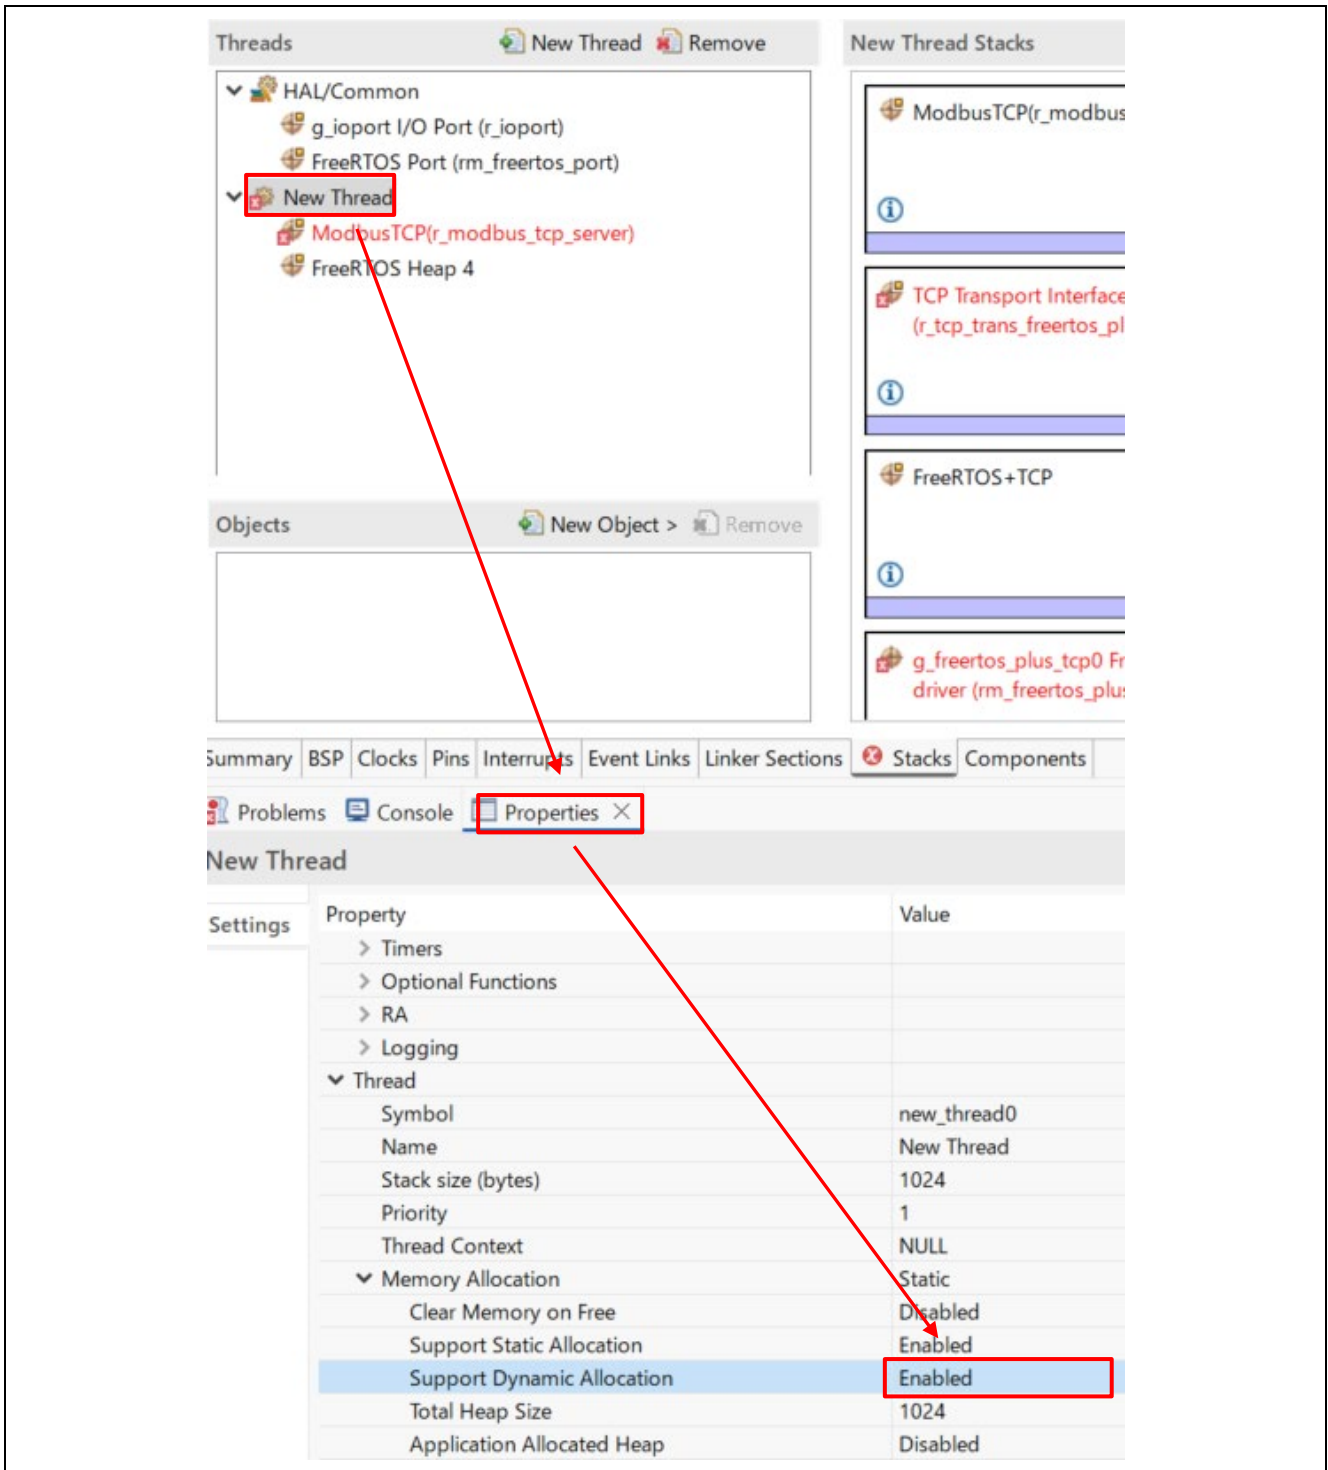 Threads
New Thread
Remove
HAL/Common
g_ioport I/O Port (r_ioport)
FreeRTOS Port (rm_freertos_port)
New Thread
ModbusTCP(r_modbus_tcp_server)
FreeRTOS Heap 4
New Thread Stacks
ModbusTCP(r_modbus
TCP Transport Interface
(r_tcp_trans_freertos_pl
FreeRTOS+TCP
g_freertos_plus_tcp0 Fr
driver (rm_freertos_plu
Objects
New Object >
Remove
Summary BSP Clocks Pins Interrupts Event Links Linker Sections Stacks Components
Problems Console Properties
New Thread
Settings
Property Value
Timers
Optional Functions
RA
Logging
Thread
Symbol new_thread0
Name New Thread
Stack size (bytes) 1024
Priority 1
Thread Context NULL
Memory Allocation Static
Clear Memory on Free Disabled
Support Static Allocation Enabled
Support Dynamic Allocation Enabled
Total Heap Size 1024
Application Allocated Heap Disabled